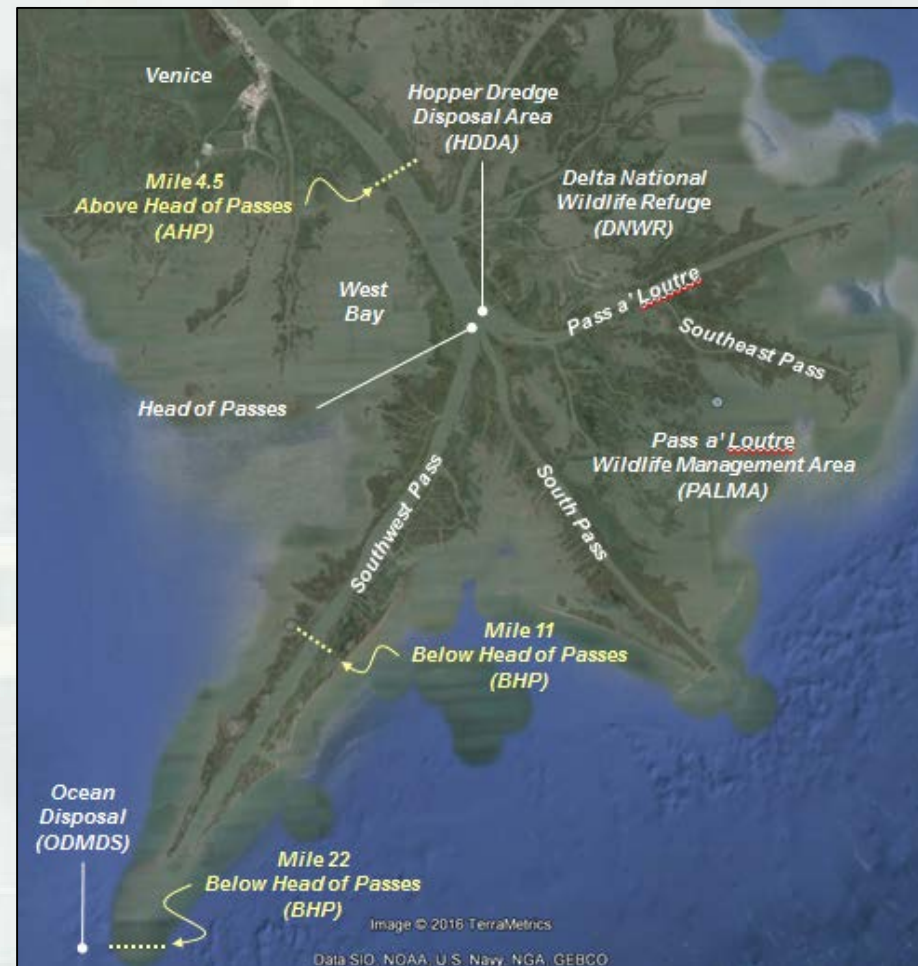 Venice
Hopper Dredge
Disposal Area
(HDDA)
Mile 4.5
Above Head of Passes
(AHP)
Delta National
Wildlife Refuge
(DNWR)
West
Bay
Pass a' Loutre
Southeast Pass
Head of Passes
Pass a' Loutre
Wildlife Management Area
(PALMA)
Southwest Pass
South Pass
Mile 11
Below Head of Passes
(BHP)
Ocean
Disposal
(ODMDS)
Mile 22
Below Head of Passes
(BHP)
Image © 2016 TerraMetrics
Data SIO, NOAA, U.S. Navy, NGA, GEBCO